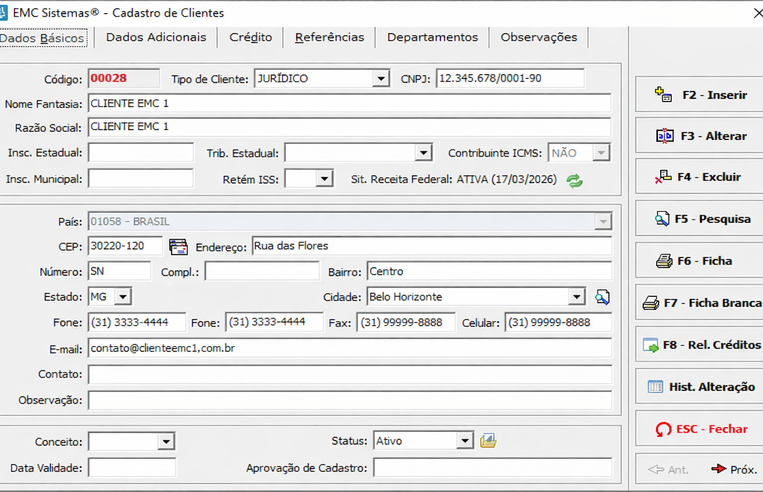 EMC Sistemas® - Cadastro de Clientes
Dados Básicos Dados Adicionais Crédito Referências Departamentos Observações
Código: 00028 Tipo de Cliente: JURÍDICO CNPJ: 12.345.678/0001-90
Nome Fantasia: CLIENTE EMC 1
Razão Social: CLIENTE EMC 1
Insc. Estadual: Trib. Estadual: Contribuinte ICMS: NÃO
Insc. Municipal: Retém ISS: Sit. Receita Federal: ATIVA (17/03/2026)
País: 01058 - BRASIL
CEP: 30220-120 Endereço: Rua das Flores
Número: SN Compl.: Bairro: Centro
Estado: MG Cidade: Belo Horizonte
Fone: (31) 3333-4444 Fone: (31) 3333-4444 Fax: (31) 99999-8888 Celular: (31) 99999-8888
E-mail: contato@clienteemc1,com.br
Contato:
Observação:
Conceito: Status: Ativo
Data Validade: Aprovação de Cadastro:
F2 - Inserir
F3 - Alterar
F4 - Excluir
F5 - Pesquisa
F6 - Ficha
F7 - Ficha Branca
F8 - Rel. Créditos
Hist. Alteração
ESC - Fechar
Ant. Próx.